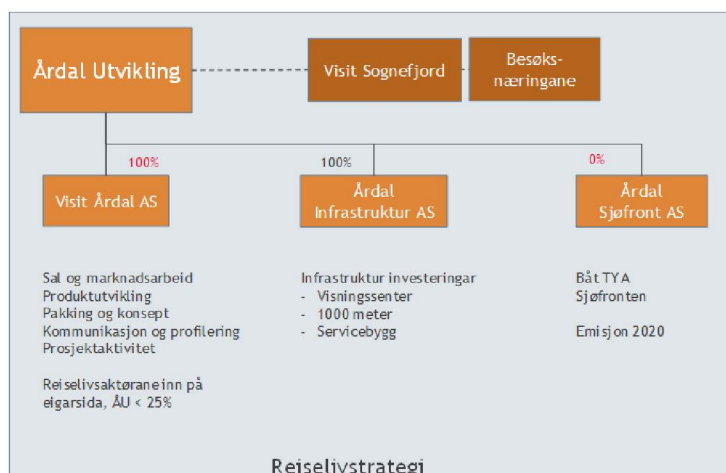 Årdal Utvikling
Visit Sognefjord
Besøks-
næringane
100%
100%
0%
Visit Årdal AS
Årdal
Infrastruktur AS
Årdal
Sjøfront AS
Sal og marknadsarbeid
Produktutvikling
Pakking og konsept
Kommunikasjon og profilering
Prosjektaktivitet
Reiselivsaktørane inn på
eigarsida, ÅU < 25%
Infrastruktur investeringar
- Visningssenter
- 1000 meter
- Servicebygg
Båt TYA
Sjøfronten
Emisjon 2020
Reiselivstrategi